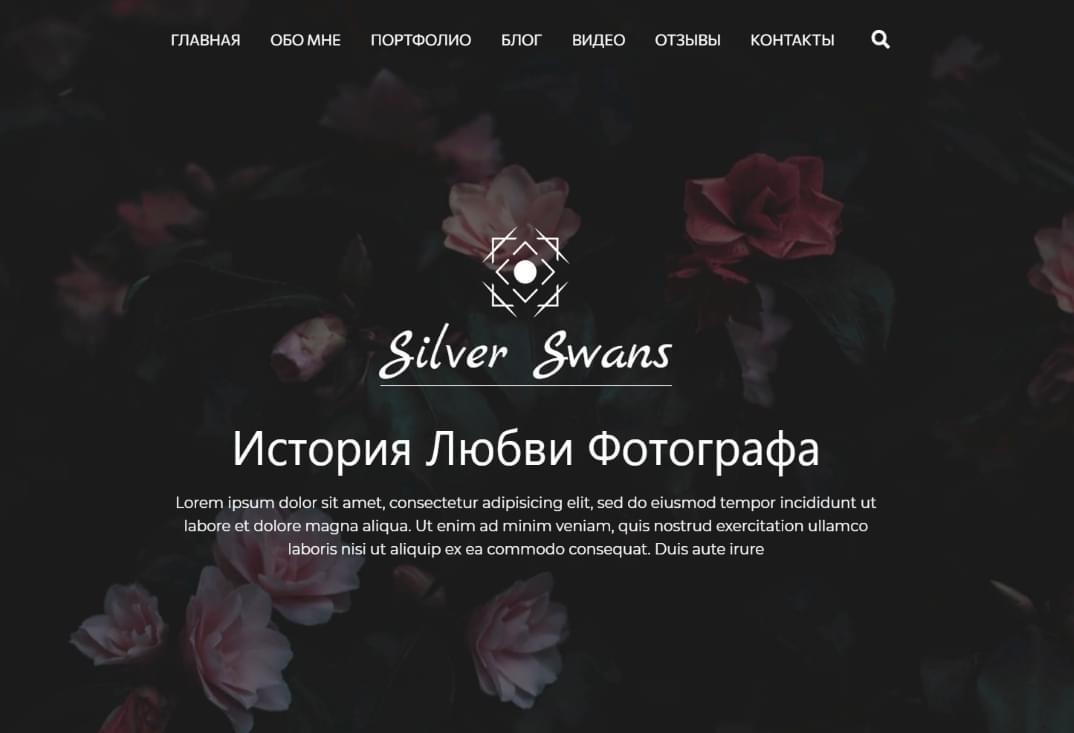 ГЛАВНАЯ ОБО МНЕ ПОРТФОЛИО БЛОГ ВИДЕО ОТЗЫВЫ КОНТАКТЫ
Silver Swans
История Любви Фотографа
Lorem ipsum dolor sit amet, consectetur adipisicing elit, sed do eiusmod tempor incididunt ut
labore et dolore magna aliqua. Ut enim ad minim veniam, quis nostrud exercitation ullamco
laboris nisi ut aliquip ex ea commodo consequat. Duis aute irure